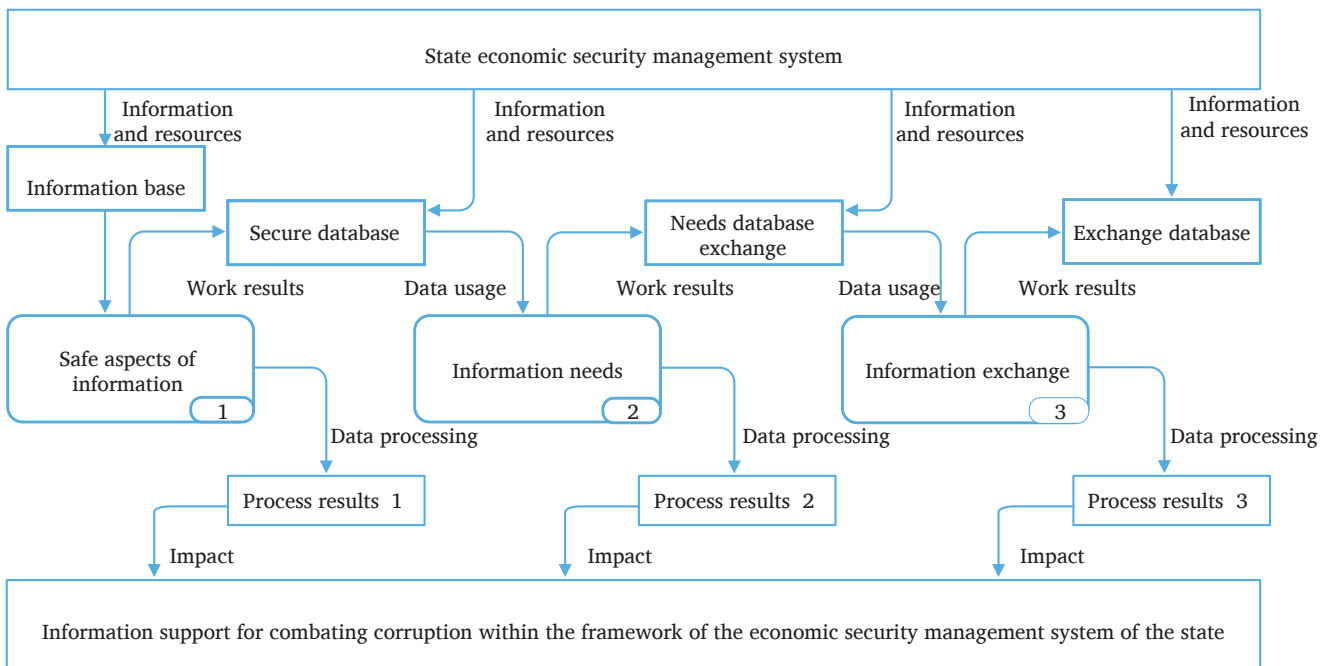 State economic security management system
Information
and resources
Information
and resources
Information
and resources
Information
and resources
Information base
Secure database
Needs database
exchange
Exchange database
Work results
Data usage
Work results
Data usage
Work results
Safe aspects of
information
1
Information needs
2
Information exchange
3
Data processing
Data processing
Data processing
Process results 1
Process results 2
Process results 3
Impact
Impact
Impact
Information support for combating corruption within the framework of the economic security management system of the state